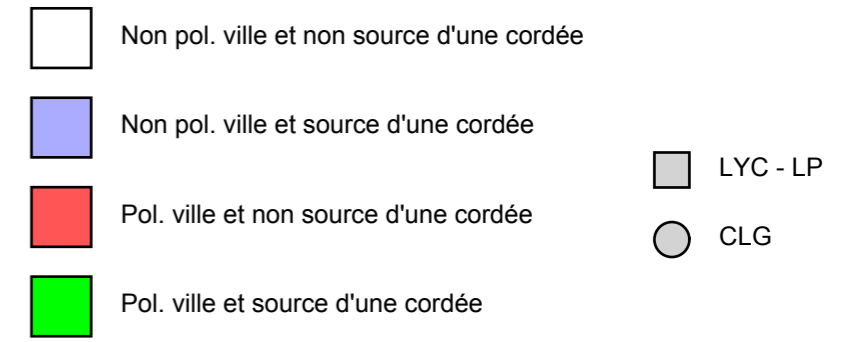 Non pol. ville et non source d'une cordée
Non pol. ville et source d'une cordée
Pol. ville et non source d'une cordée
Pol. ville et source d'une cordée
LYC - LP
CLG